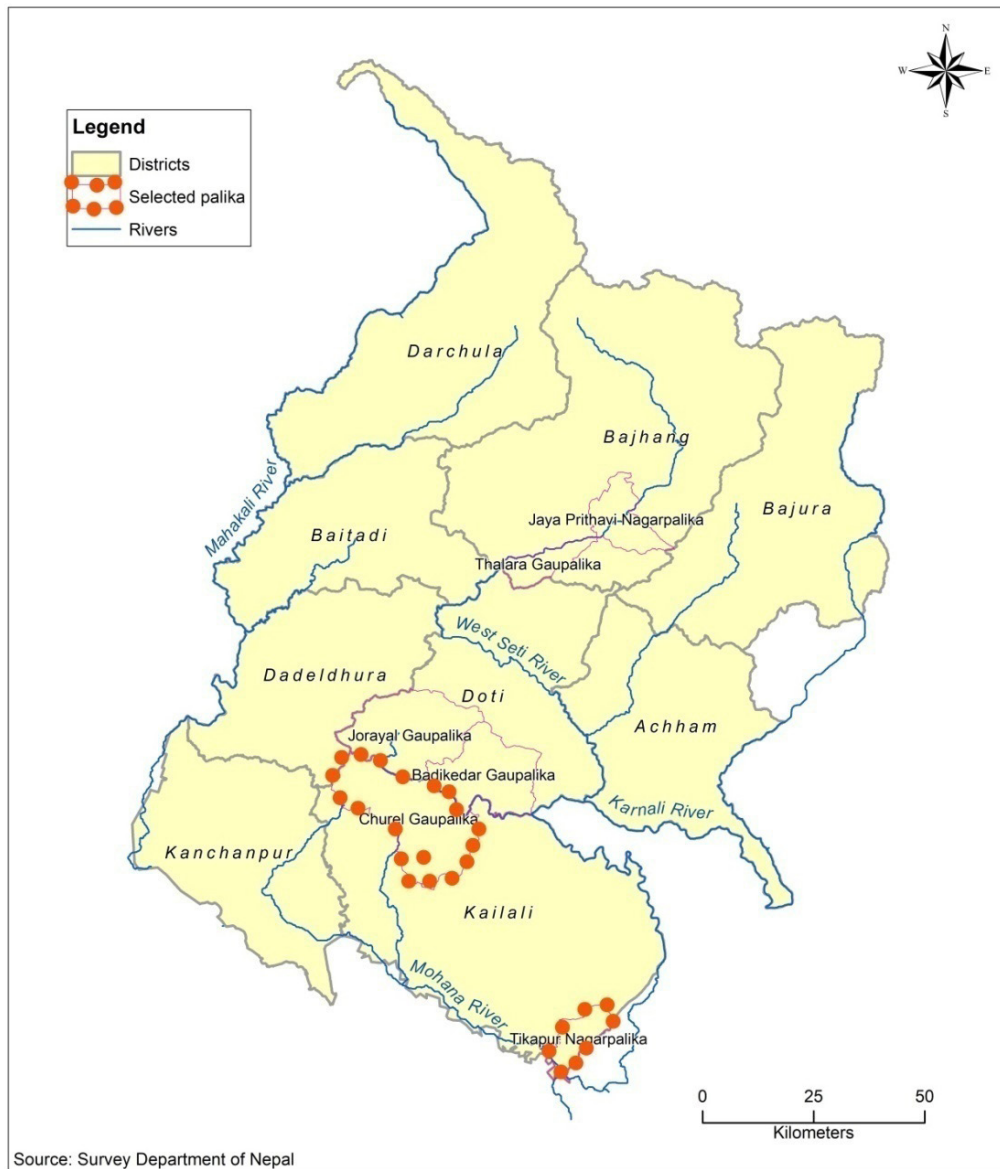 N
W E
S
Legend
Districts
Selected palika
Rivers
Darchula
Bajhang
Mahakali River
Jaya Prithavi Nagarpalika
Bajura
Baitadi
Thalara Gaupalika
West Seti River
Dadeldhura
Doti
Achham
Jorayal Gaupalika
Badikedar Gaupalika
Karnali River
Churel Gaupalika
Kanchanpur
Kailali
Mohana River
Tikapur Nagarpalika
0 25 50
Kilometers
Source: Survey Department of Nepal